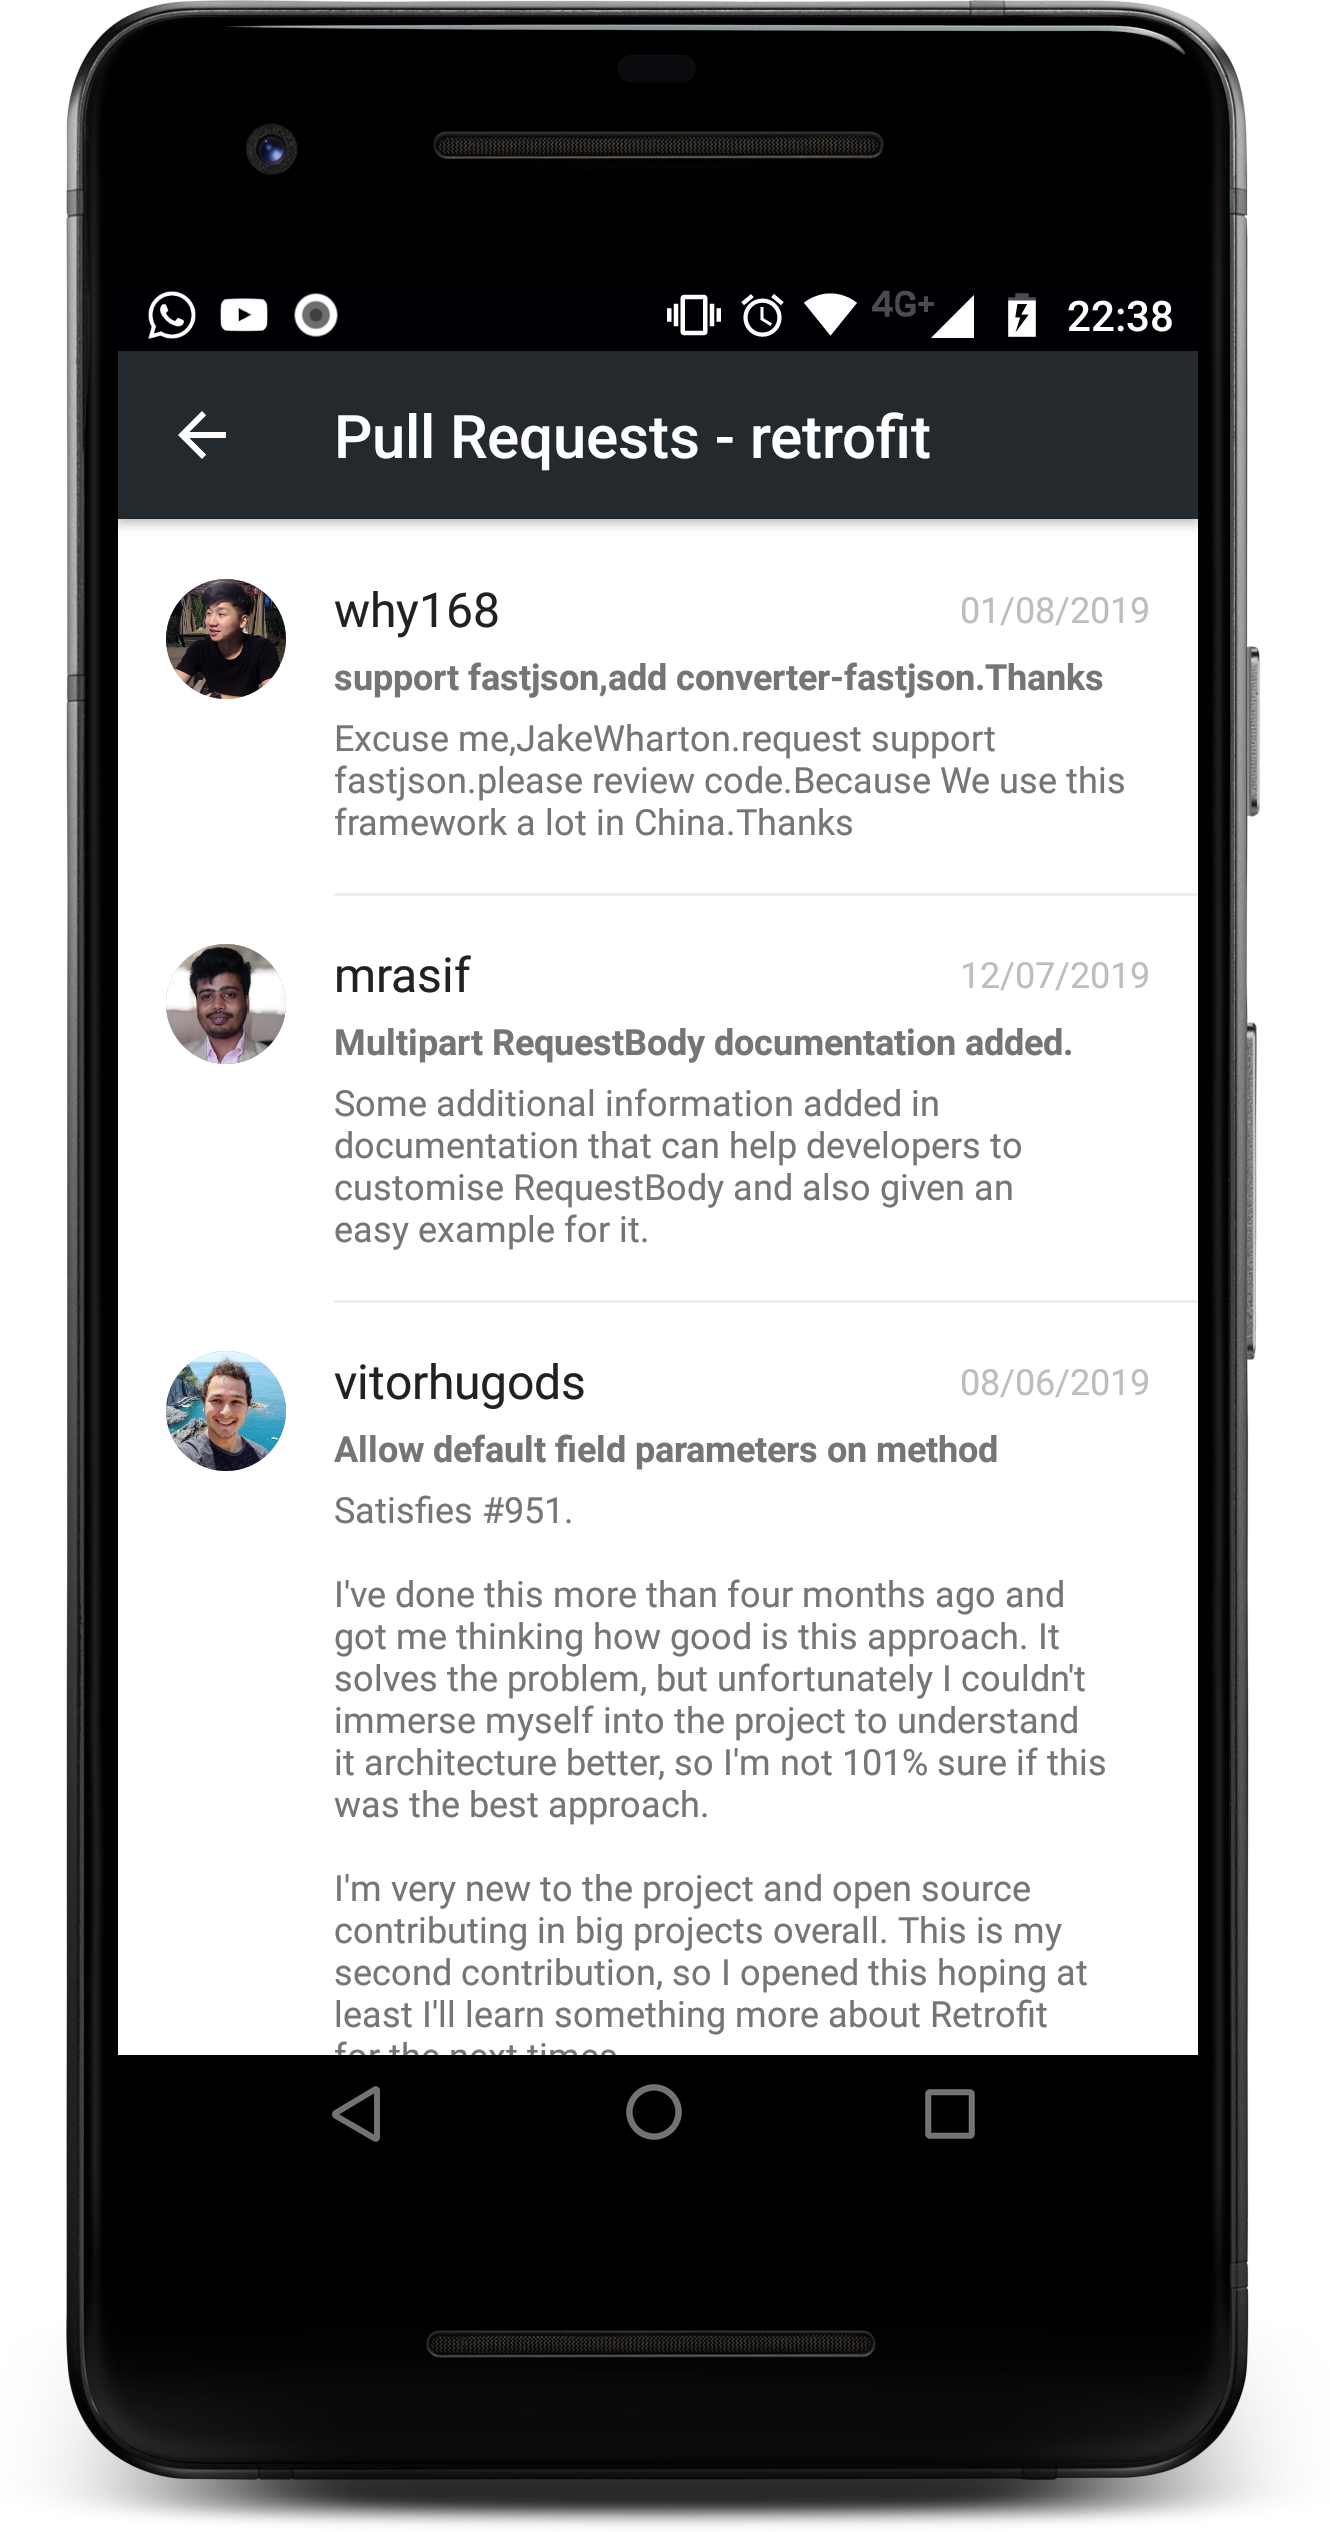 4G+ 22:38
Pull Requests - retrofit
why168 01/08/2019
support fastjson,add converter-fastjson.Thanks
Excuse me,JakeWharton.request support
fastjson.please review code.Because We use this
framework a lot in China.Thanks
mrasif 12/07/2019
Multipart RequestBody documentation added.
Some additional information added in
documentation that can help developers to
customise RequestBody and also given an
easy example for it.
vitorhugods 08/06/2019
Allow default field parameters on method
Satisfies #951.
I've done this more than four months ago and
got me thinking how good is this approach. It
solves the problem, but unfortunately I couldn't
immerse myself into the project to understand
it architecture better, so I'm not 101% sure if this
was the best approach.
I'm very new to the project and open source
contributing in big projects overall. This is my
second contribution, so I opened this hoping at
least I'll learn something more about Retrofit
for the next times